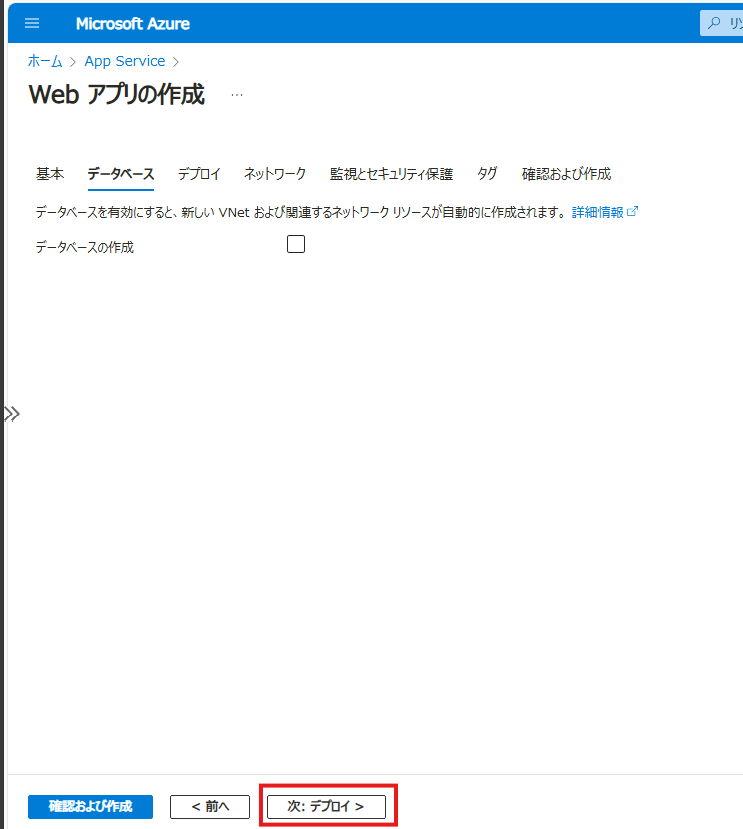 Microsoft Azure
リソ
ホーム > App Service >
Web アプリの作成 …
基本 データベース デプロイ ネットワーク 監視とセキュリティ保護 タグ 確認および作成
データベースを有効にすると、新しい VNet および関連するネットワーク リソースが自動的に作成されます。 詳細情報
データベースの作成
確認および作成 < 前へ 次: デプロイ >